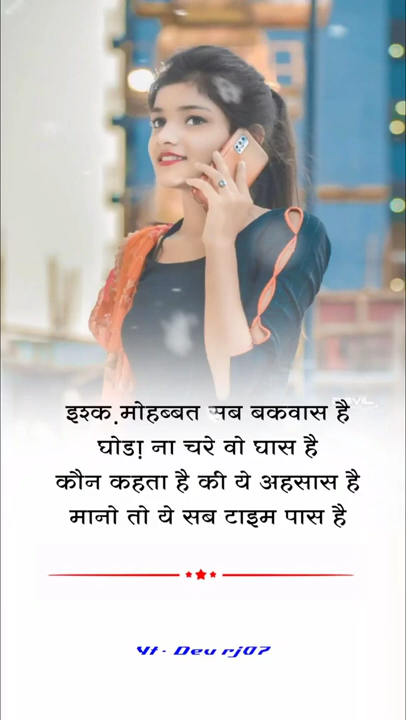 इश्क.मोहब्बत सब बकवास है
घोडा़ ना चरे वो घास है
कौन कहता है की ये अहसास है
मानो तो ये सब टाइम पास है
Yt - Dev rj07